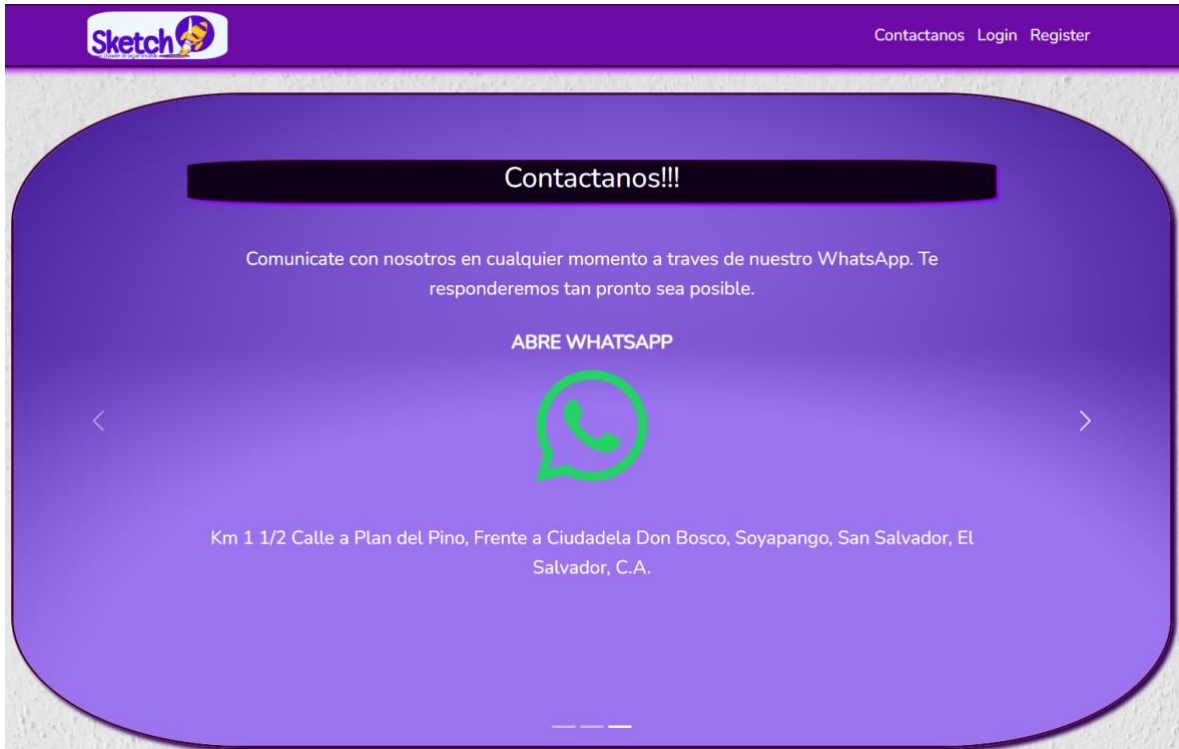 Sketch
Contactanos Login Register
Contactanos!!!
Comunicate con nosotros en cualquier momento a traves de nuestro WhatsApp. Te
responderemos tan pronto sea posible.
ABRE WHATSAPP
Km 1 1/2 Calle a Plan del Pino, Frente a Ciudadela Don Bosco, Soyapango, San Salvador, El
Salvador, C.A.